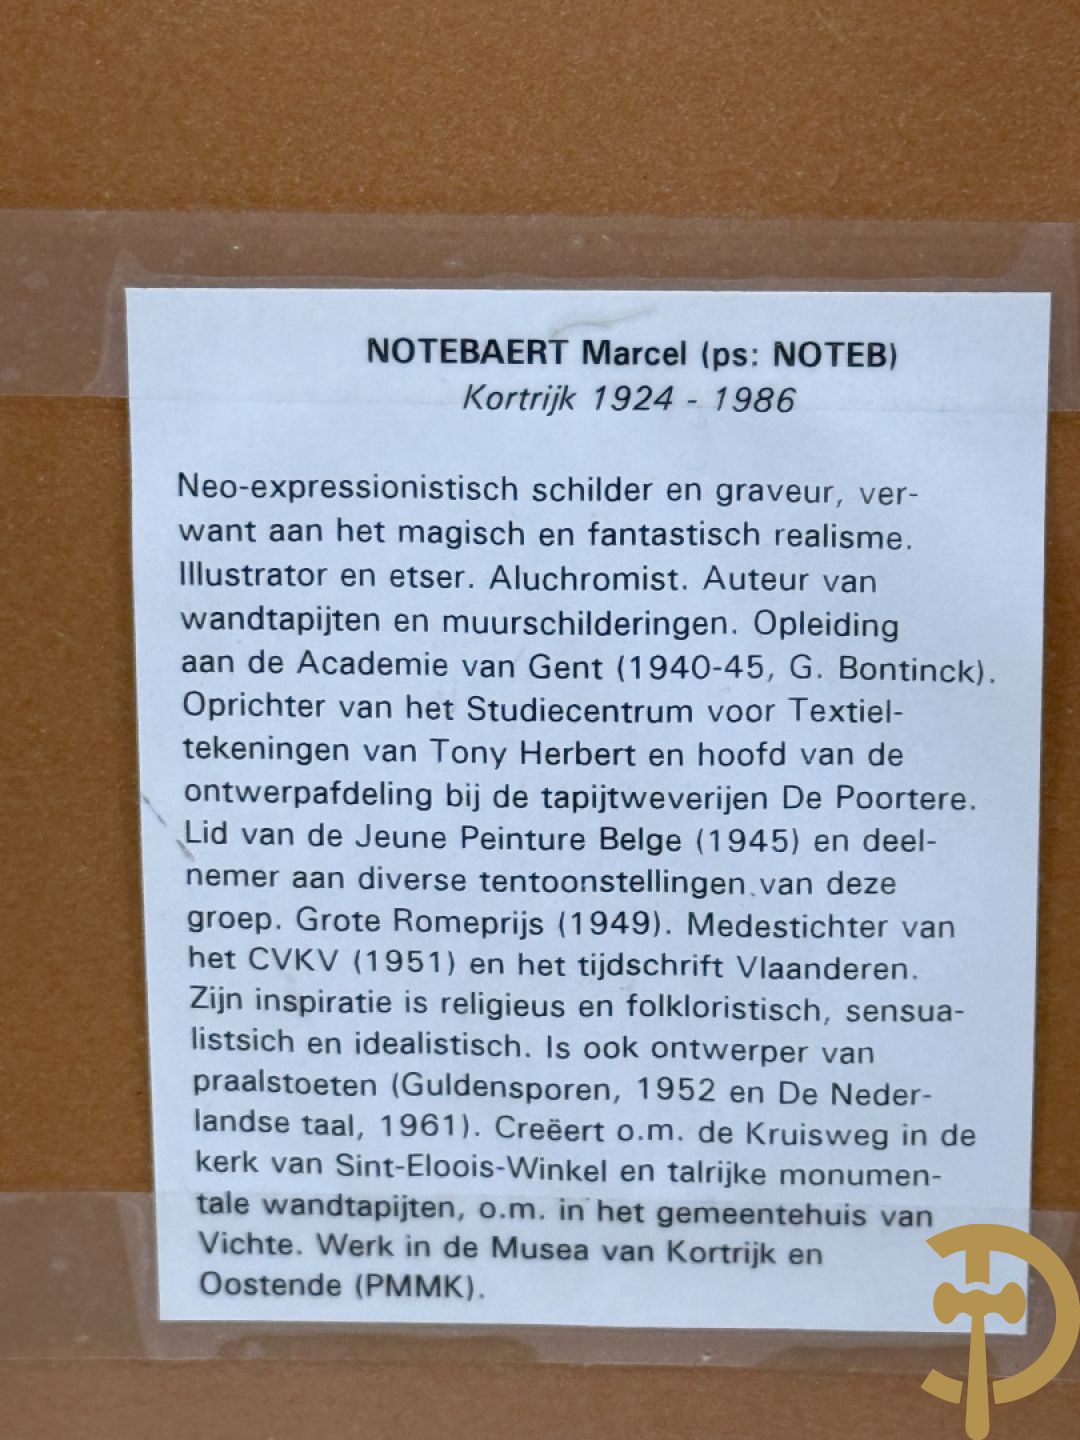 NOTEBAERT Marcel (ps: NOTEB)
Kortrijk 1924 - 1986
Neo-expressionistisch schilder en graveur, ver-
want aan het magisch en fantastisch realisme.
Illustrator en etser. Aluchromist. Auteur van
wandtapijten en muurschilderingen. Opleiding
aan de Academie van Gent (1940-45, G. Bontinck).
Oprichter van het Studiecentrum voor Textiel-
tekeningen van Tony Herbert en hoofd van de
ontwerpafdeling bij de tapijtweverijen De Poortere.
Lid van de Jeune Peinture Belge (1945) en deel-
nemer aan diverse tentoonstellingen van deze
groep. Grote Romeprijs (1949). Medestichter van
het CVKV (1951) en het tijdschrift Vlaanderen.
Zijn inspiratie is religieus en folkloristisch, sensua-
listsich en idealistisch. Is ook ontwerper van
praalstoeten (Guldensporen, 1952 en De Neder-
landse taal, 1961). Creëert o.m. de Kruisweg in de
kerk van Sint-Eloois-Winkel en talrijke monumen-
tale wandtapijten, o.m. in het gemeentehuis van
Vichte. Werk in de Musea van Kortrijk en
Oostende (PMMK).